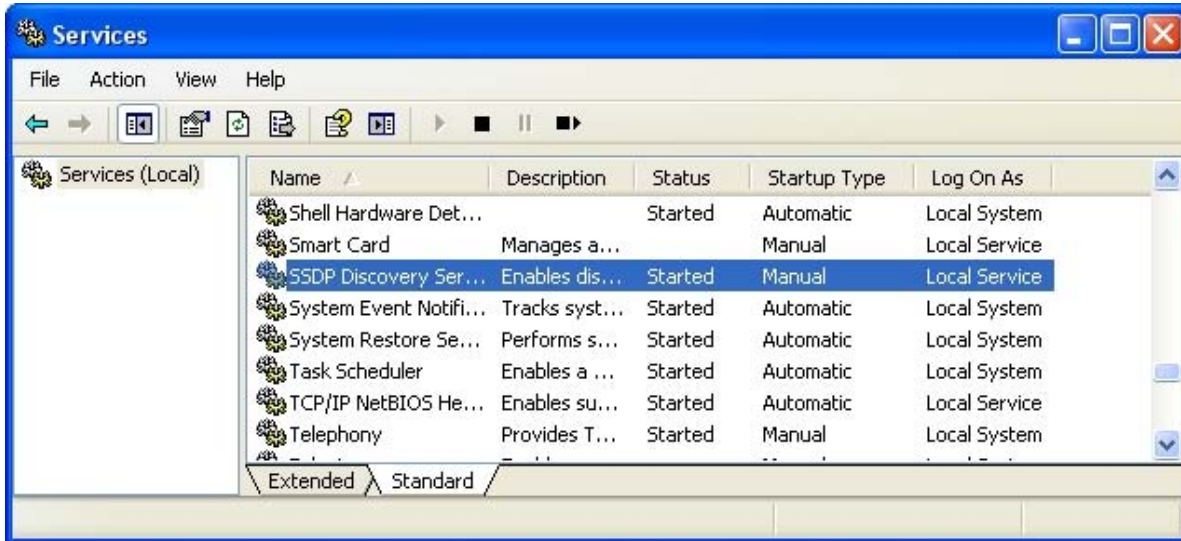 Services
File Action View Help
Services (Local)
Name Description Status Startup Type Log On As
Shell Hardware Det... Started Automatic Local System
Smart Card Manages a... Manual Local Service
SSDP Discovery Ser... Enables dis... Started Manual Local Service
System Event Notifi... Tracks syst... Started Automatic Local System
System Restore Se... Performs s... Started Automatic Local System
Task Scheduler Enables a ... Started Automatic Local System
TCP/IP NetBIOS He... Enables su... Started Automatic Local Service
Telephony Provides T... Started Manual Local System
Extended Standard